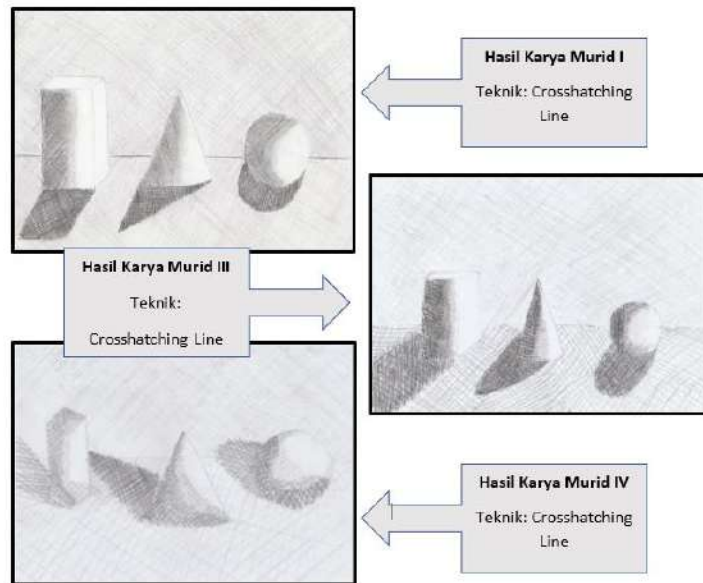 Hasil Karya Murid I
Teknik: Crosshatching
Line
Hasil Karya Murid III
Teknik:
Crosshatching Line
Hasil Karya Murid IV
Teknik: Crosshatching
Line